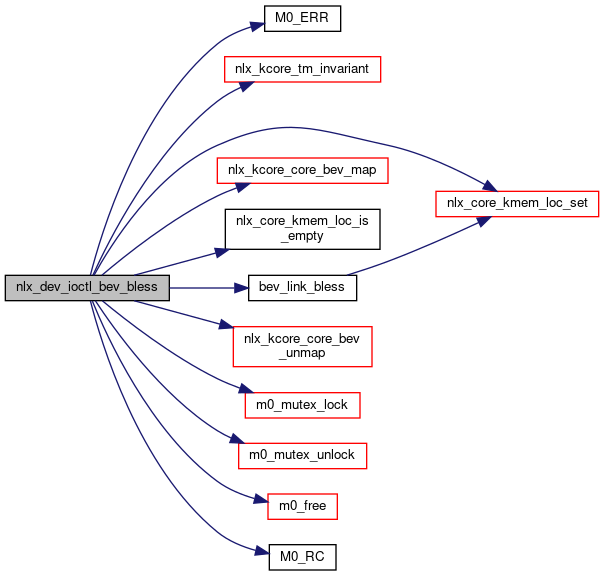 M0_ERR
nlx_kcore_tm_invariant
nlx_kcore_core_bev_map
nlx_core_kmem_loc_set
nlx_core_kmem_loc_is
_empty
nlx_dev_ioctl_bev_bless
bev_link_bless
nlx_kcore_core_bev
_unmap
m0_mutex_lock
m0_mutex_unlock
m0_free
M0_RC